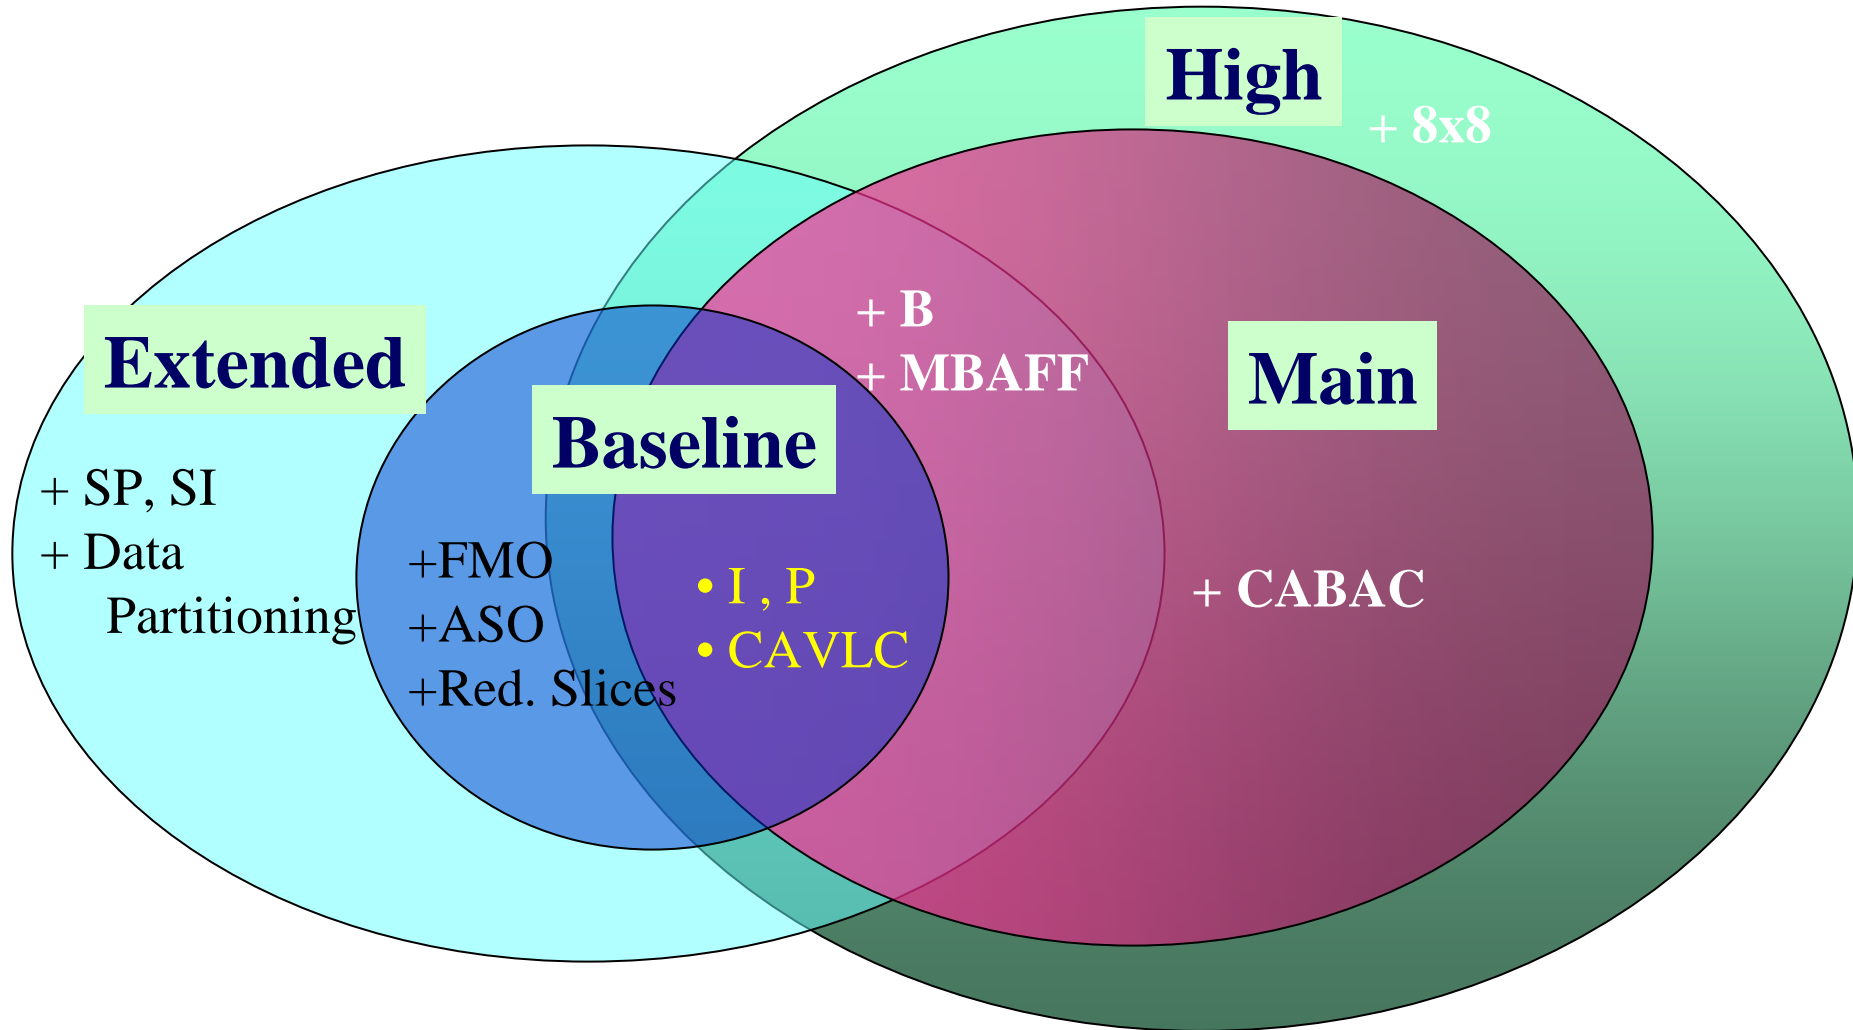 High
+ 8x8
+ B
+ MBAFF
Extended
Main
Baseline
+ SP, SI
+ Data
Partitioning
+FMO
+ASO
+Red. Slices
• I , P
• CAVLC
+ CABAC